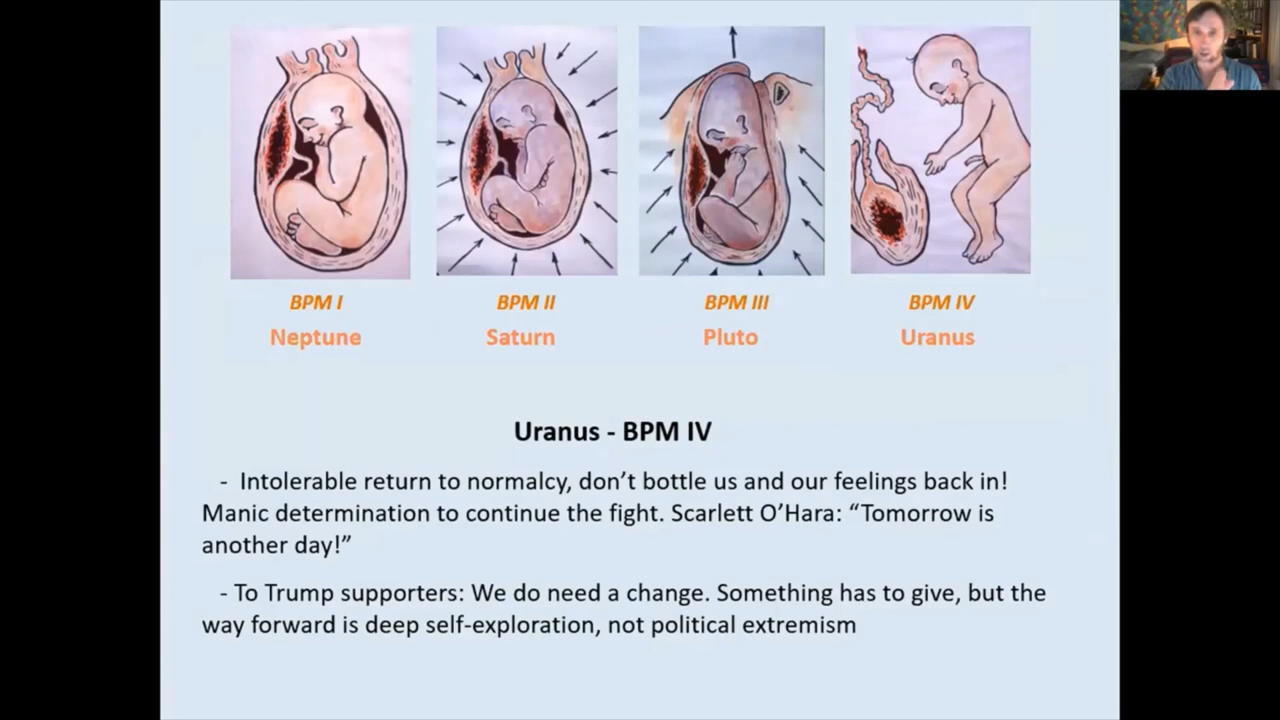 BPM I
BPM II
BPM III
BPM IV
Neptune
Saturn
Pluto
Uranus
Uranus - BPM IV
- Intolerable return to normalcy, don’t bottle us and our feelings back in!
Manic determination to continue the fight. Scarlett O’Hara: “Tomorrow is
another day!”
- To Trump supporters: We do need a change. Something has to give, but the
way forward is deep self-exploration, not political extremism